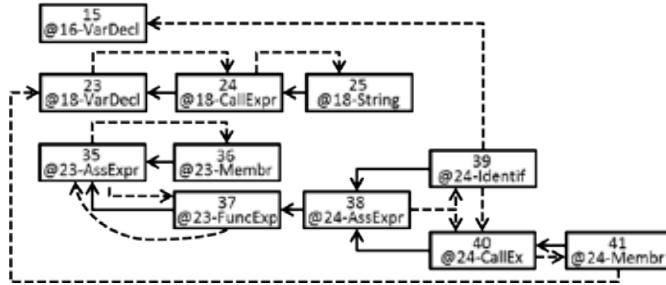 15
@16-VarDecl
23
@18-VarDecl
24
@18-CallExpr
25
@18-String
35
@23-AssExpr
36
@23-Membr
39
@24-Identif
37
@23-FuncExp
38
@24-AssExpr
40
@24-CallEx
41
@24-Membr